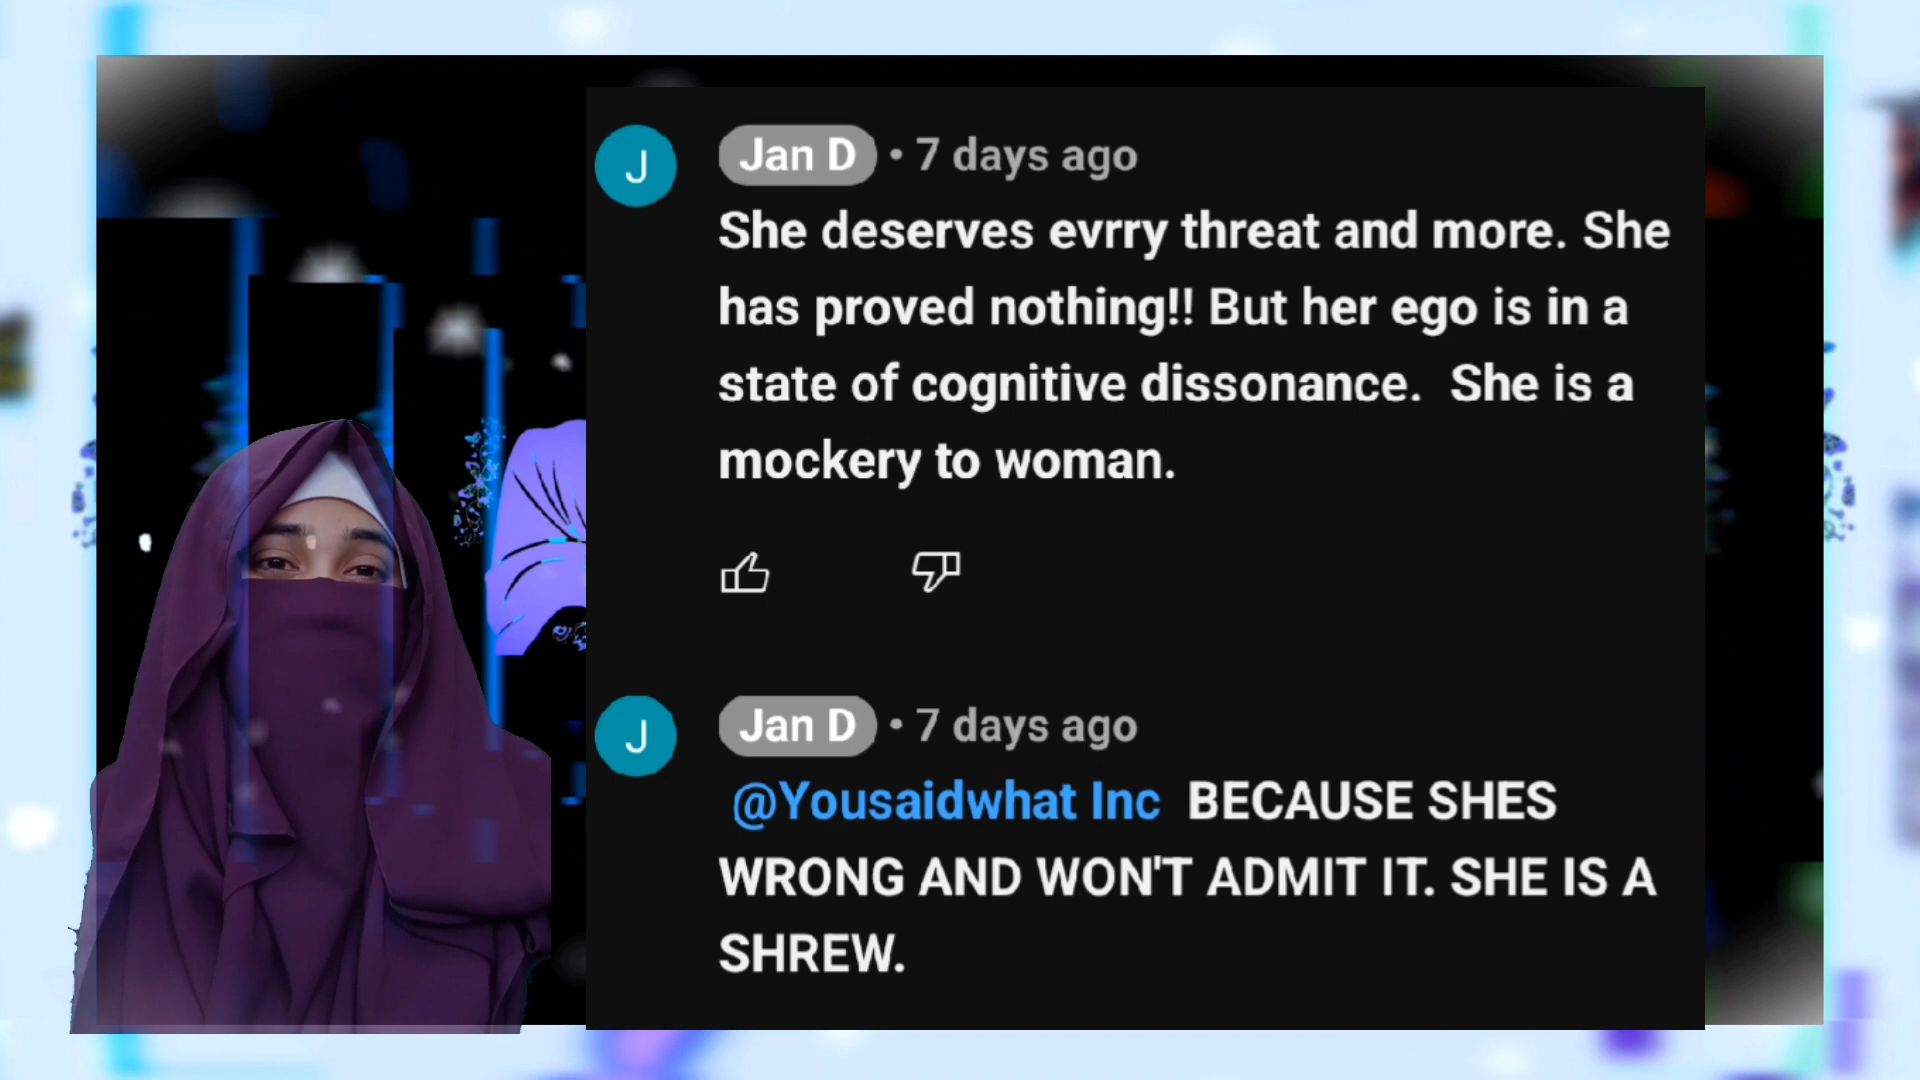 J
Jan D • 7 days ago
She deserves evrry threat and more. She
has proved nothing!! But her ego is in a
state of cognitive dissonance.  She is a
mockery to woman.
J
Jan D • 7 days ago
@Yousaidwhat Inc  BECAUSE SHES
WRONG AND WON'T ADMIT IT. SHE IS A
SHREW.